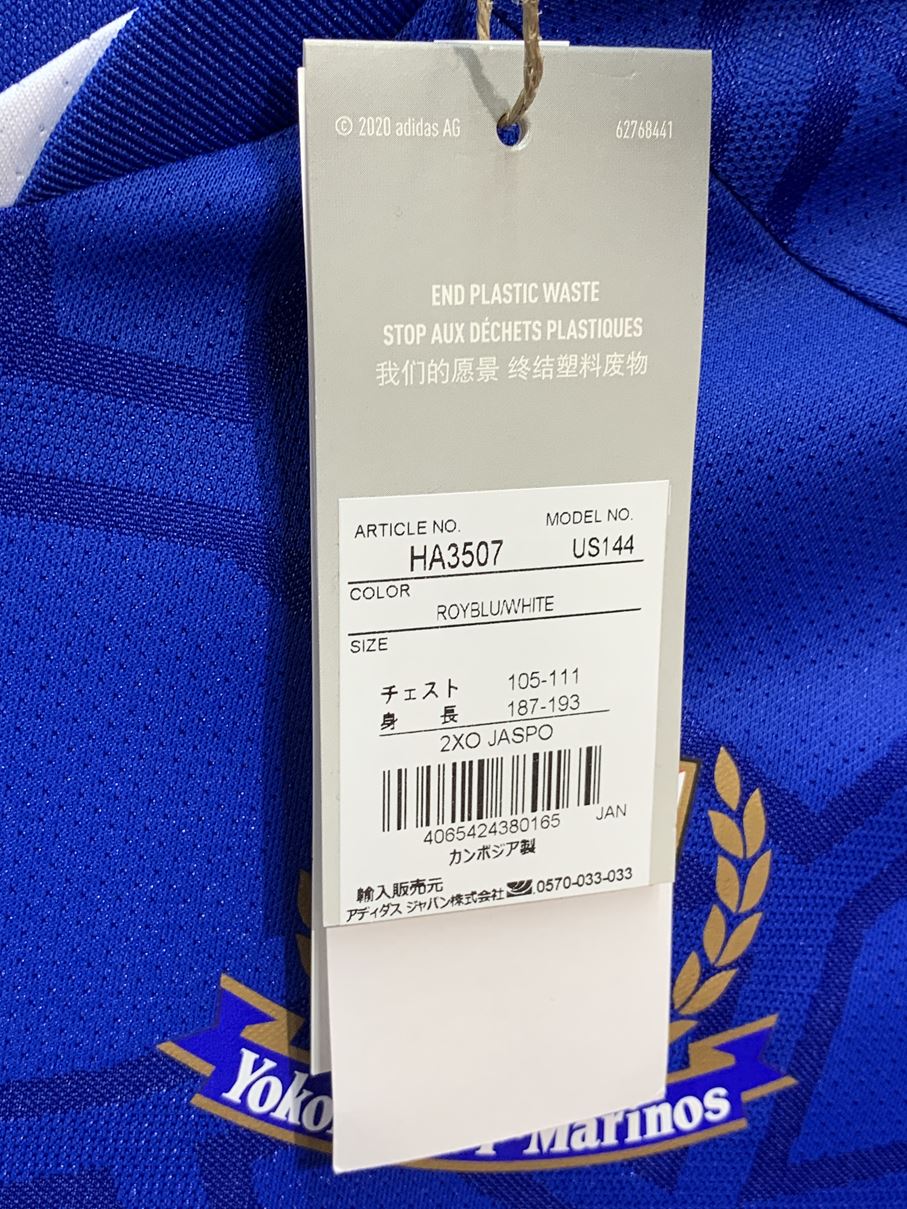 © 2020 adidas AG 62768441
END PLASTIC WASTE
STOP AUX DÉCHETS PLASTIQUES
我们的愿景 终结塑料废物
ARTICLE NO. MODEL NO.
HA3507 US144
COLOR
ROYBLU/WHITE
SIZE
チェスト 105-111
身長 187-193
2XO JASPO
4065424380165 JAN
カンボジア製
輸入販売元
アディダス ジャパン株式会社 0570-033-033
Marinos